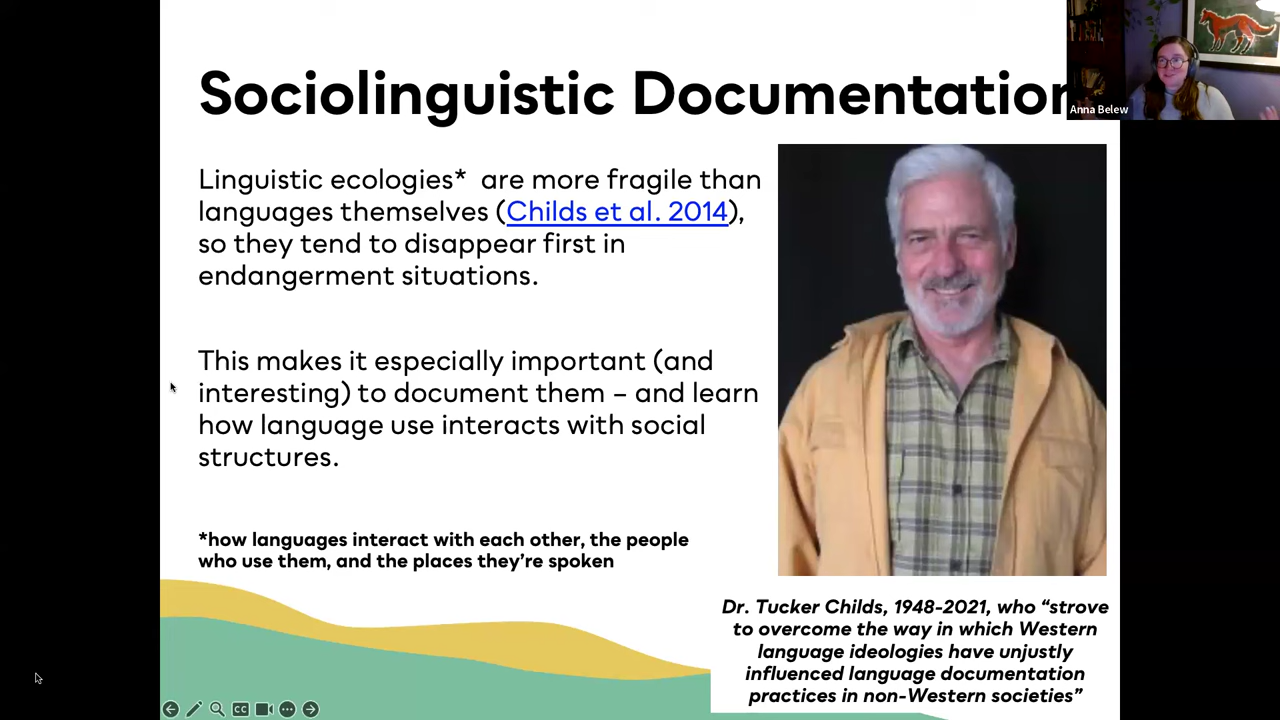 Sociolinguistic Documentation
Anna Belew
Linguistic ecologies* are more fragile than
languages themselves (Childs et al. 2014),
so they tend to disappear first in
endangerment situations.
This makes it especially important (and
interesting) to document them – and learn
how language use interacts with social
structures.
*how languages interact with each other, the people
who use them, and the places they’re spoken
Dr. Tucker Childs, 1948-2021, who “strove
to overcome the way in which Western
language ideologies have unjustly
influenced language documentation
practices in non-Western societies”
CC